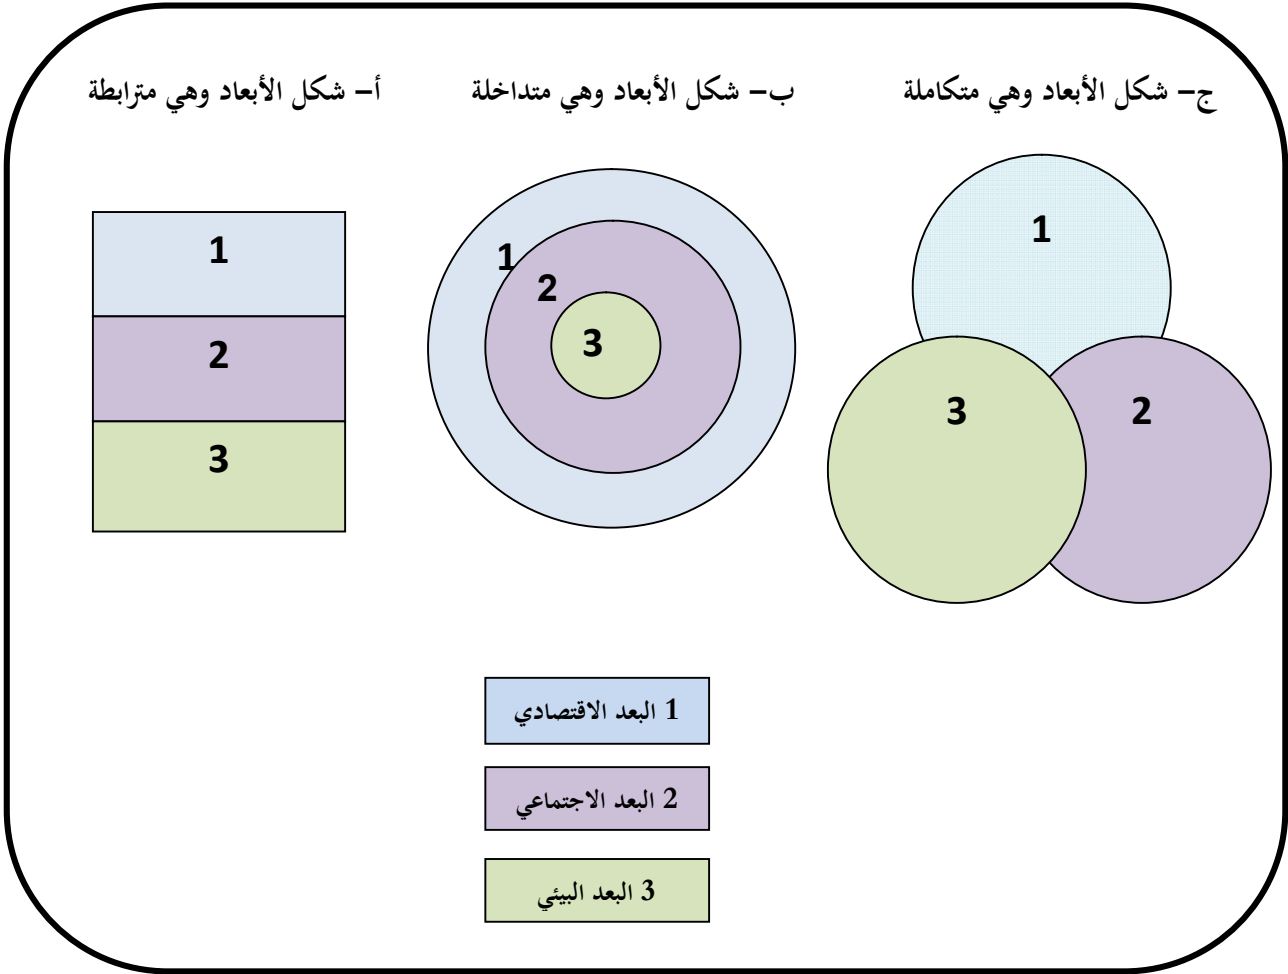 أ– شكل الأبعاد وهي مترابطة
ب– شكل الأبعاد وهي متداخلة
ج– شكل الأبعاد وهي متكاملة
1
2
3
1
2
3
1
3
2
1 البعد الاقتصادي
2 البعد الاجتماعي
3 البعد البيئي